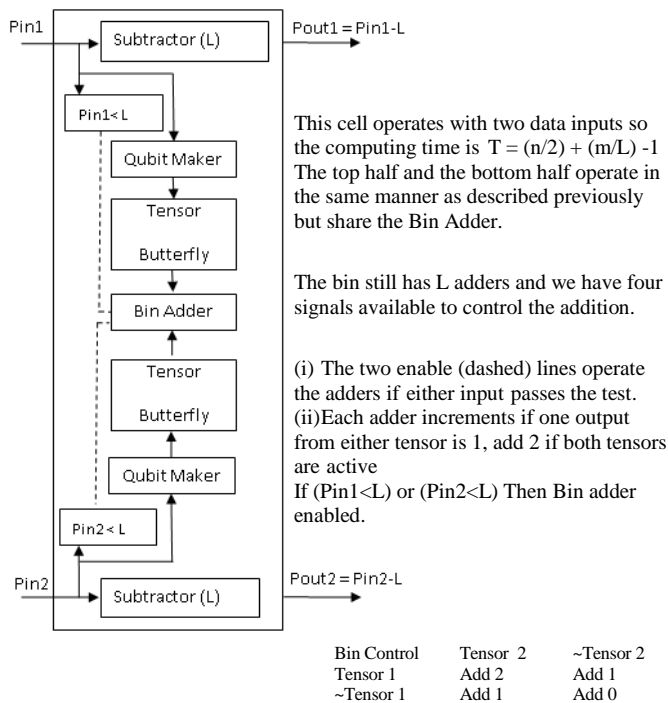 Pin1
Subtractor (L)
Pout1 = Pin1-L
Pin1< L
Qubit Maker
Tensor
Butterfly
Bin Adder
Tensor
Butterfly
Qubit Maker
Pin2< L
Pin2
Subtractor (L)
Pout2 = Pin2-L
This cell operates with two data inputs so
the computing time is T = (n/2) + (m/L) -1
The top half and the bottom half operate in
the same manner as described previously
but share the Bin Adder.
The bin still has L adders and we have four
signals available to control the addition.
(i) The two enable (dashed) lines operate
the adders if either input passes the test.
(ii)Each adder increments if one output
from either tensor is 1, add 2 if both tensors
are active
If (Pin1<L) or (Pin2<L) Then Bin adder
enabled.
Bin Control Tensor 2 ~Tensor 2
Tensor 1 Add 2 Add 1
~Tensor 1 Add 1 Add 0